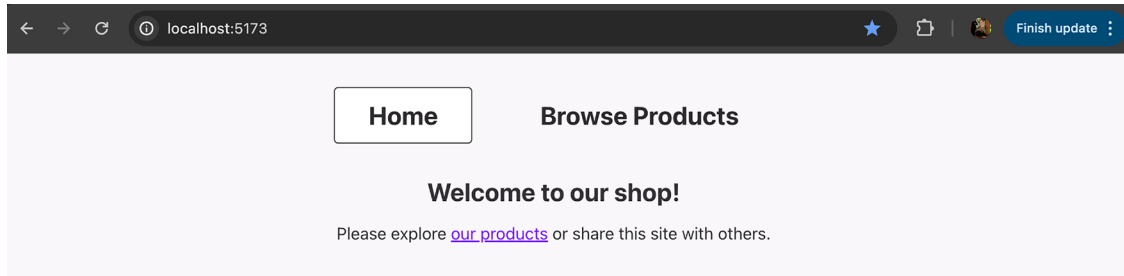 localhost:5173 Finish update
Home Browse Products
Welcome to our shop!
Please explore our products or share this site with others.